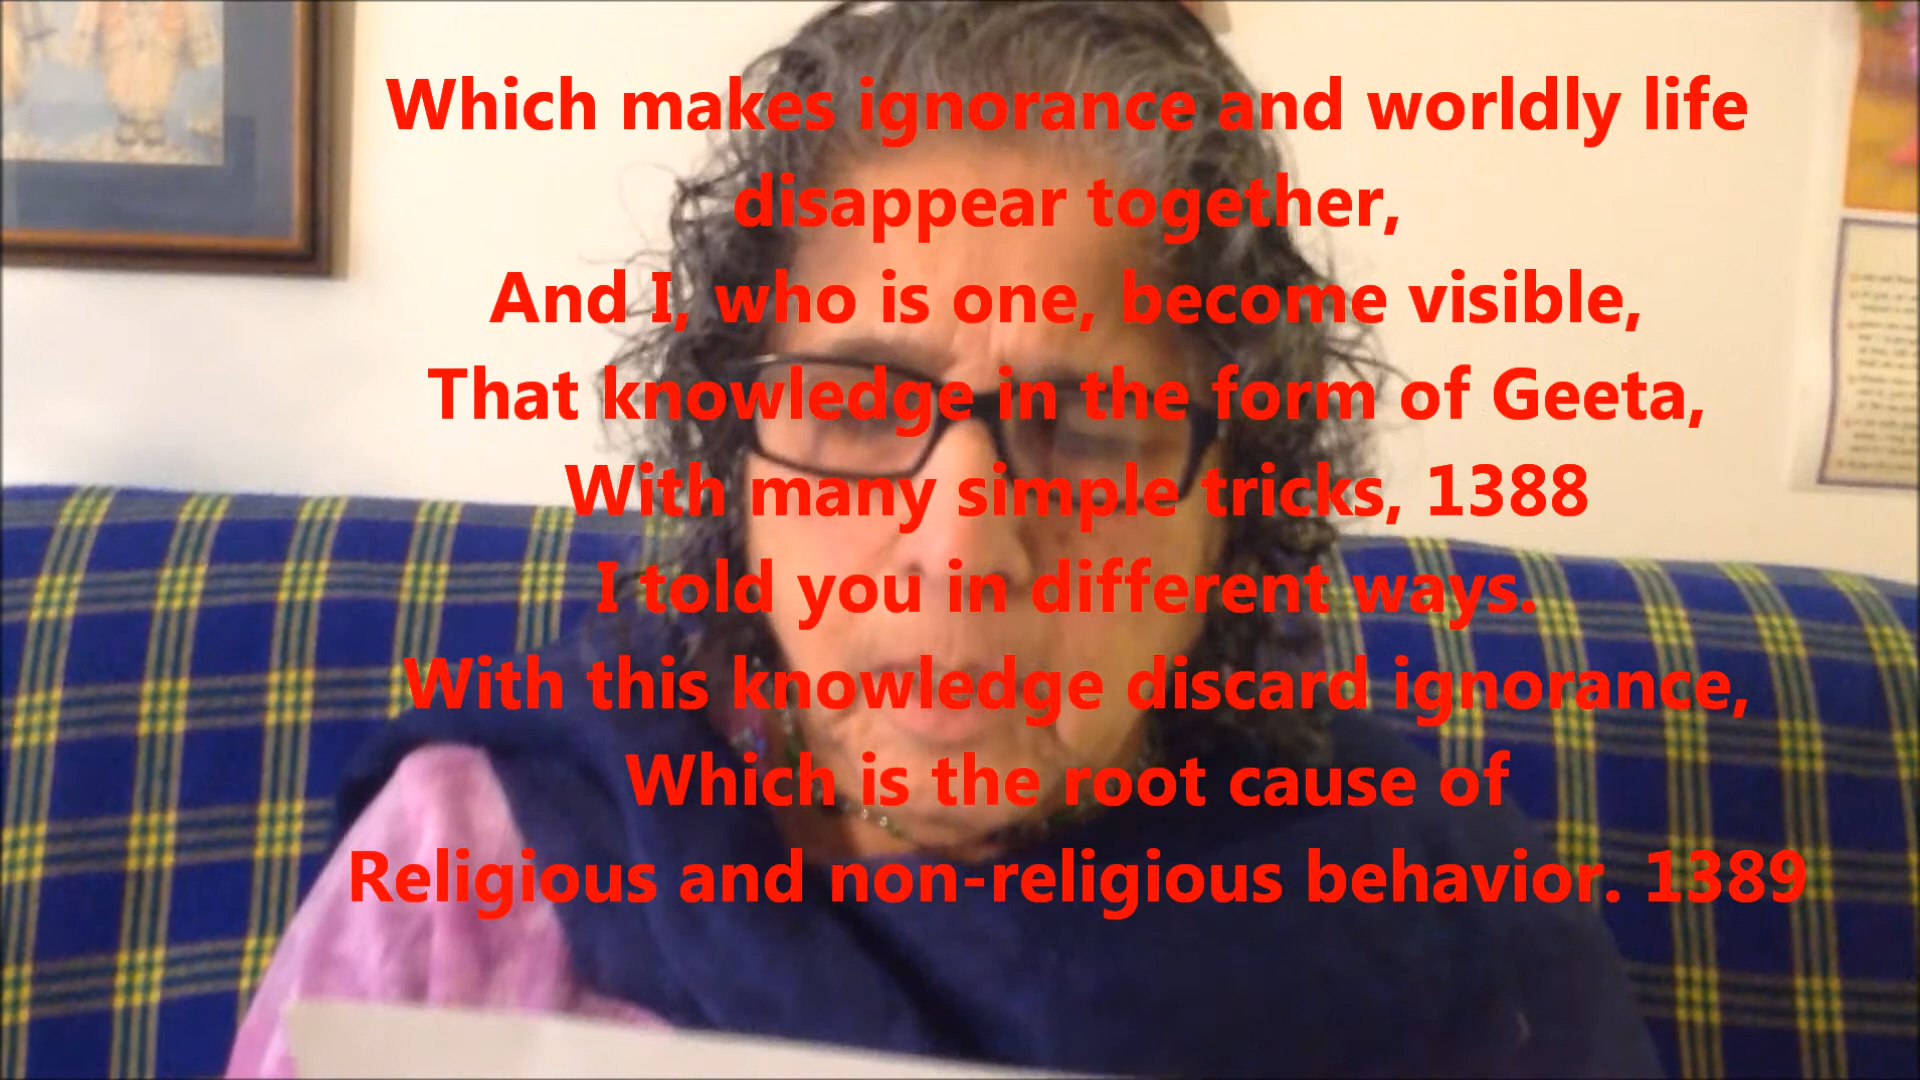 Which makes ignorance and worldly life
disappear together,
And I, who is one, become visible,
That knowledge in the form of Geeta,
With many simple tricks, 1388
I told you in different ways.
With this knowledge discard ignorance,
Which is the root cause of
Religious and non-religious behavior. 1389